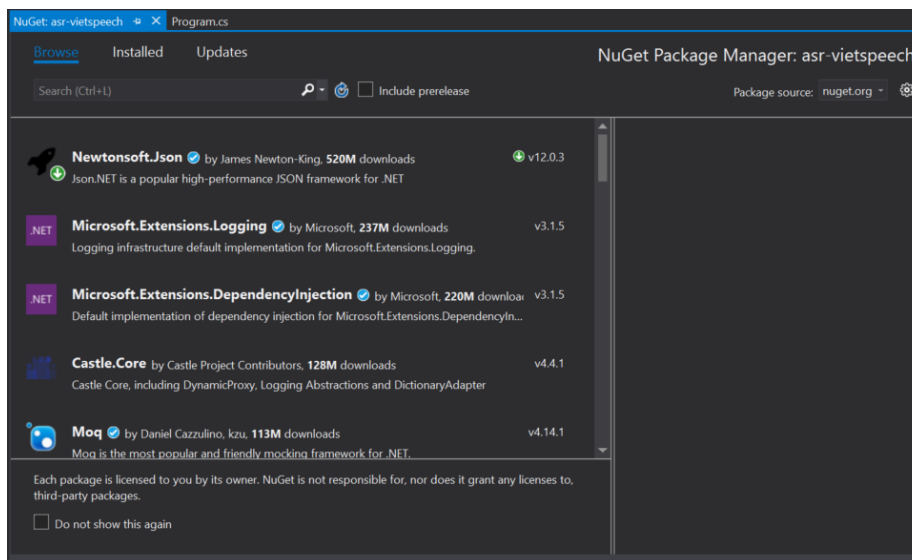 NuGet: asr-vietspeech
Program.cs
Browse Installed Updates
NuGet Package Manager: asr-vietspeech
Search (Ctrl+L)
Include prerelease
Package source: nuget.org
Newtonsoft.Json by James Newton-King, 520M downloads v12.0.3
Json.NET is a popular high-performance JSON framework for .NET
.NET
Microsoft.Extensions.Logging by Microsoft, 237M downloads v3.1.5
Logging infrastructure default implementation for Microsoft.Extensions.Logging.
.NET
Microsoft.Extensions.DependencyInjection by Microsoft, 220M downloa v3.1.5
Default implementation of dependency injection for Microsoft.Extensions.DependencyIn...
Castle.Core by Castle Project Contributors, 128M downloads v4.4.1
Castle Core, including DynamicProxy, Logging Abstractions and DictionaryAdapter
Moq by Daniel Cazzulino, kzu, 113M downloads v4.14.1
Moq is the most popular and friendly mocking framework for .NET.
Each package is licensed to you by its owner. NuGet is not responsible for, nor does it grant any licenses to,
third-party packages.
Do not show this again